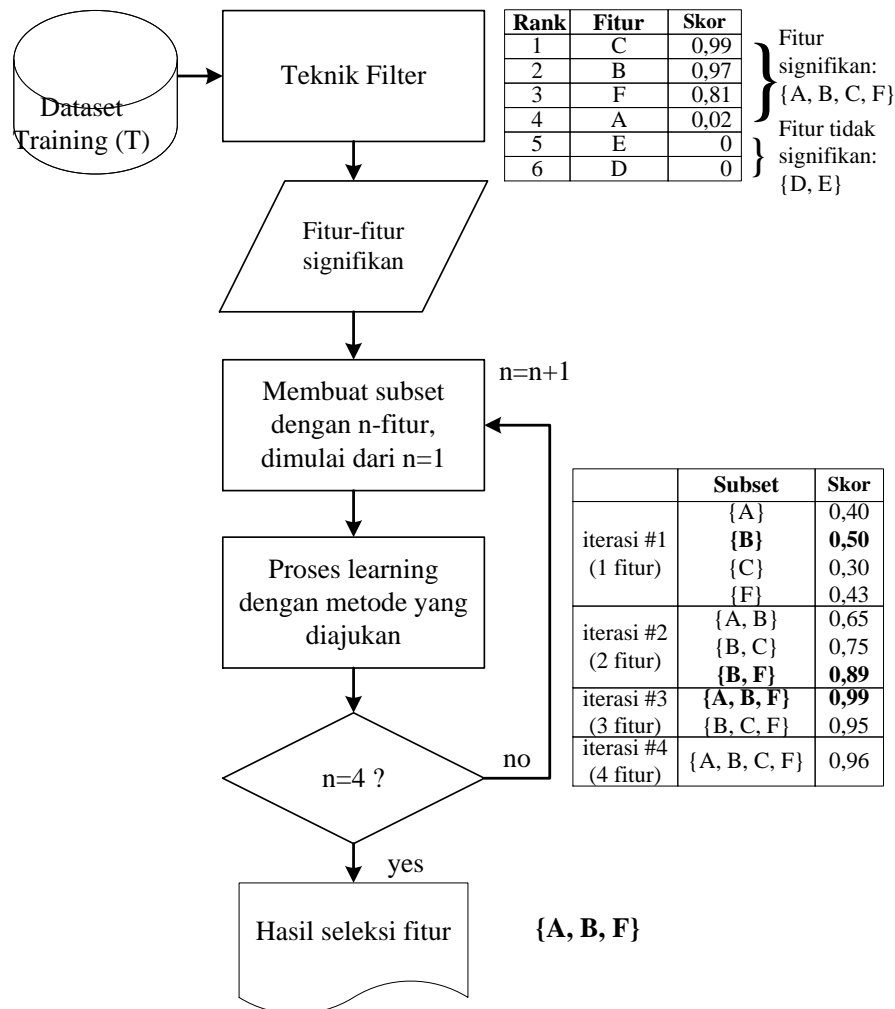 Dataset
Training (T)
Teknik Filter
Rank Fitur Skor
1 C 0,99
2 B 0,97
3 F 0,81
4 A 0,02
5 E 0
6 D 0
Fitur
signifikan:
{A, B, C, F}
Fitur tidak
signifikan:
{D, E}
Fitur-fitur
signifikan
Membuat subset
dengan n-fitur,
dimulai dari n=1
n=n+1
Proses learning
dengan metode yang
diajukan
Subset Skor
iterasi #1
(1 fitur)
{A} 0,40
{B} 0,50
{C} 0,30
{F} 0,43
iterasi #2
(2 fitur)
{A, B} 0,65
{B, C} 0,75
{B, F} 0,89
iterasi #3
(3 fitur)
{A, B, F} 0,99
{B, C, F} 0,95
iterasi #4
(4 fitur)
{A, B, C, F} 0,96
n=4 ?
no
yes
Hasil seleksi fitur
{A, B, F}